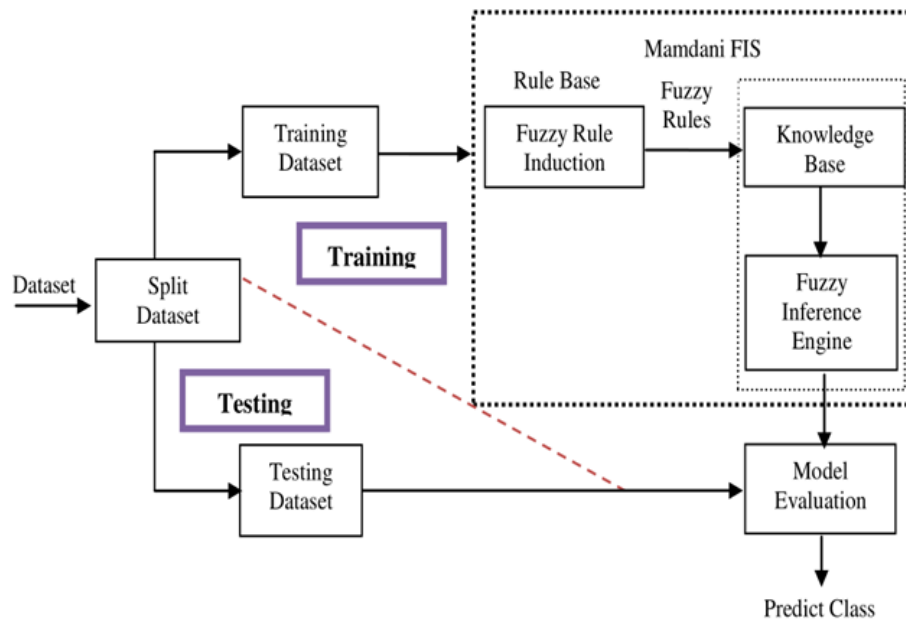 Mamdani FIS
Rule Base
Fuzzy
Rules
Training
Dataset
Fuzzy Rule
Induction
Knowledge
Base
Training
Dataset
Split
Dataset
Fuzzy
Inference
Engine
Testing
Testing
Dataset
Model
Evaluation
Predict Class